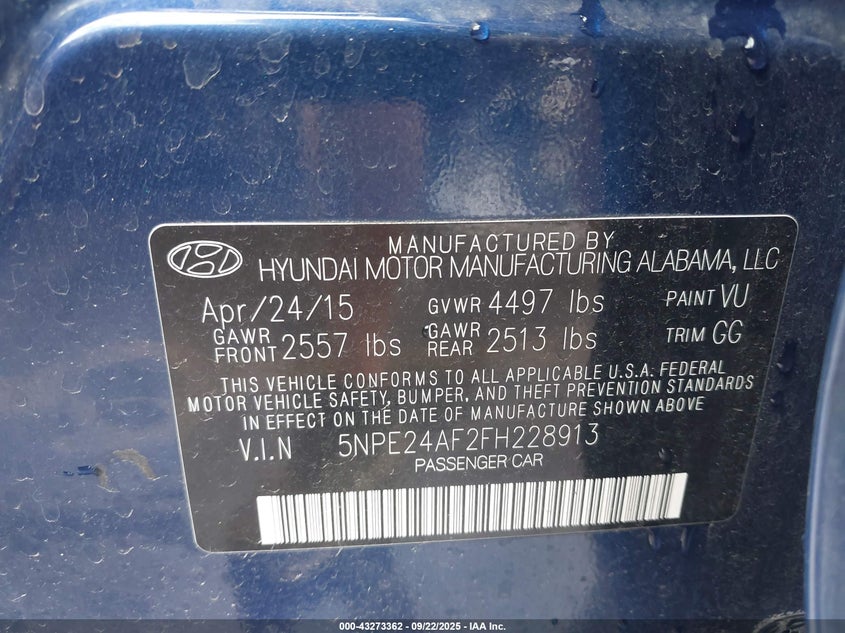 MANUFACTURED BY
HYUNDAI MOTOR MANUFACTURING ALABAMA, LLC
Apr/24/15 GVWR 4497 lbs PAINT VU
GAWR FRONT 2557 lbs GAWR REAR 2513 lbs TRIM GG
THIS VEHICLE CONFORMS TO ALL APPLICABLE U.S.A. FEDERAL
MOTOR VEHICLE SAFETY, BUMPER, AND THEFT PREVENTION STANDARDS
IN EFFECT ON THE DATE OF MANUFACTURE SHOWN ABOVE
V.I.N 5NPE24AF2FH228913
PASSENGER CAR
000-43273362 - 09/22/2025 - IAA Inc.